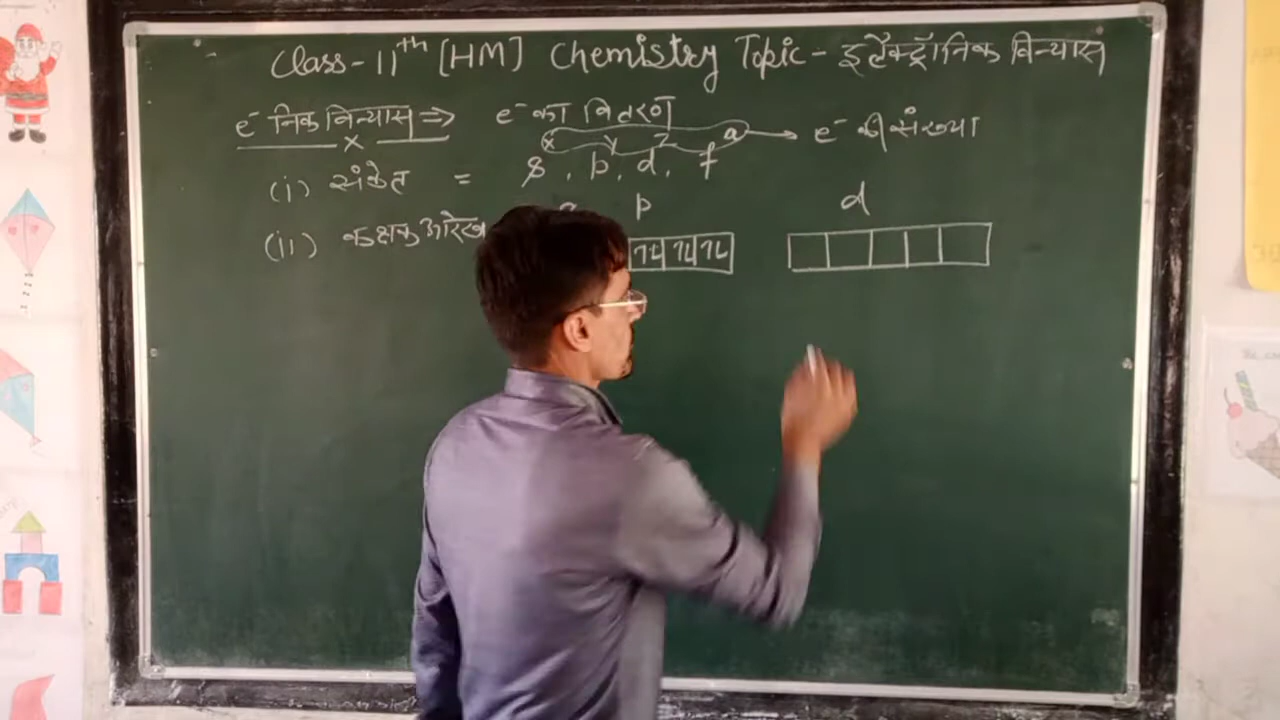 Class-11th [HM] Chemistry Topic - इलैक्ट्रॉनिक विन्यास
e⁻ निक विन्यास ⇒ e⁻ का वितरण
x x y z a → e⁻ की संख्या
(i) संकेत = s, p, d, f
p d
(ii) कक्षक आरेख
↿⇂ ↿⇂ ↿⇂